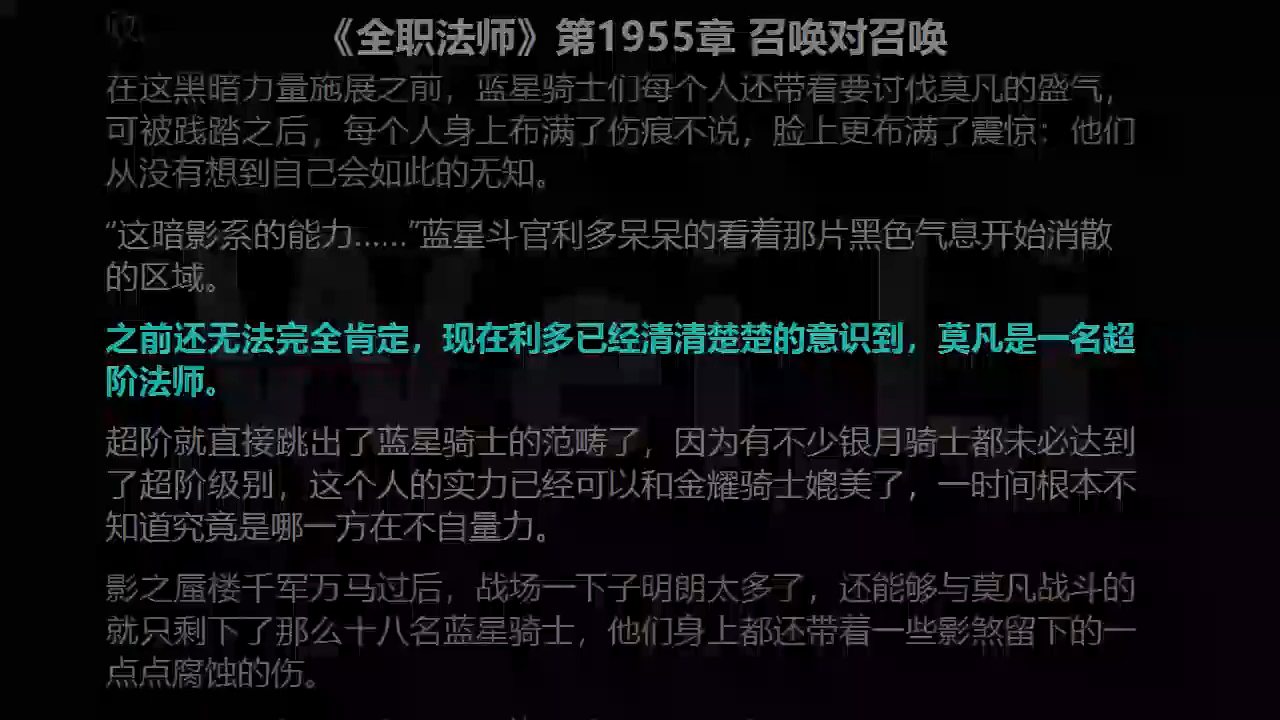 《全职法师》第1955章 召唤对召唤
在这黑暗力量施展之前，蓝星骑士们每个人还带着要讨伐莫凡的盛气，
可被践踏之后，每个人身上布满了伤痕不说，脸上更布满了震惊：他们
从没有想到自己会如此的无知。
“这暗影系的能力……”蓝星斗官利多呆呆的看着那片黑色气息开始消散
的区域。
之前还无法完全肯定，现在利多已经清清楚楚的意识到，莫凡是一名超
阶法师。
超阶就直接跳出了蓝星骑士的范畴了，因为有不少银月骑士都未必达到
了超阶级别，这个人的实力已经可以和金耀骑士媲美了，一时间根本不
知道究竟是哪一方在不自量力。
影之蜃楼千军万马过后，战场一下子明朗太多了，还能够与莫凡战斗的
就只剩下了那么十八名蓝星骑士，他们身上都还带着一些影煞留下的一
点点腐蚀的伤。
Wei Li